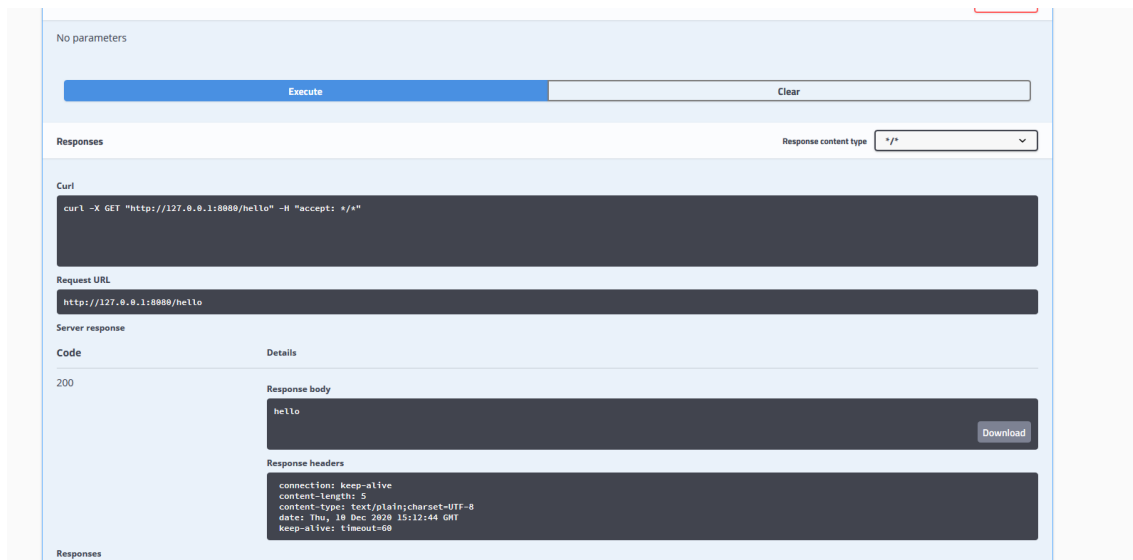 No parameters
Execute
Clear
Responses
Response content type
*/*
Curl
curl -X GET "http://127.0.0.1:8080/hello" -H "accept: */*"
Request URL
http://127.0.0.1:8080/hello
Server response
Code
Details
200
Response body
hello
Download
Response headers
connection: keep-alive
content-length: 5
content-type: text/plain;charset=UTF-8
date: Thu, 10 Dec 2020 15:12:44 GMT
keep-alive: timeout=60
Responses